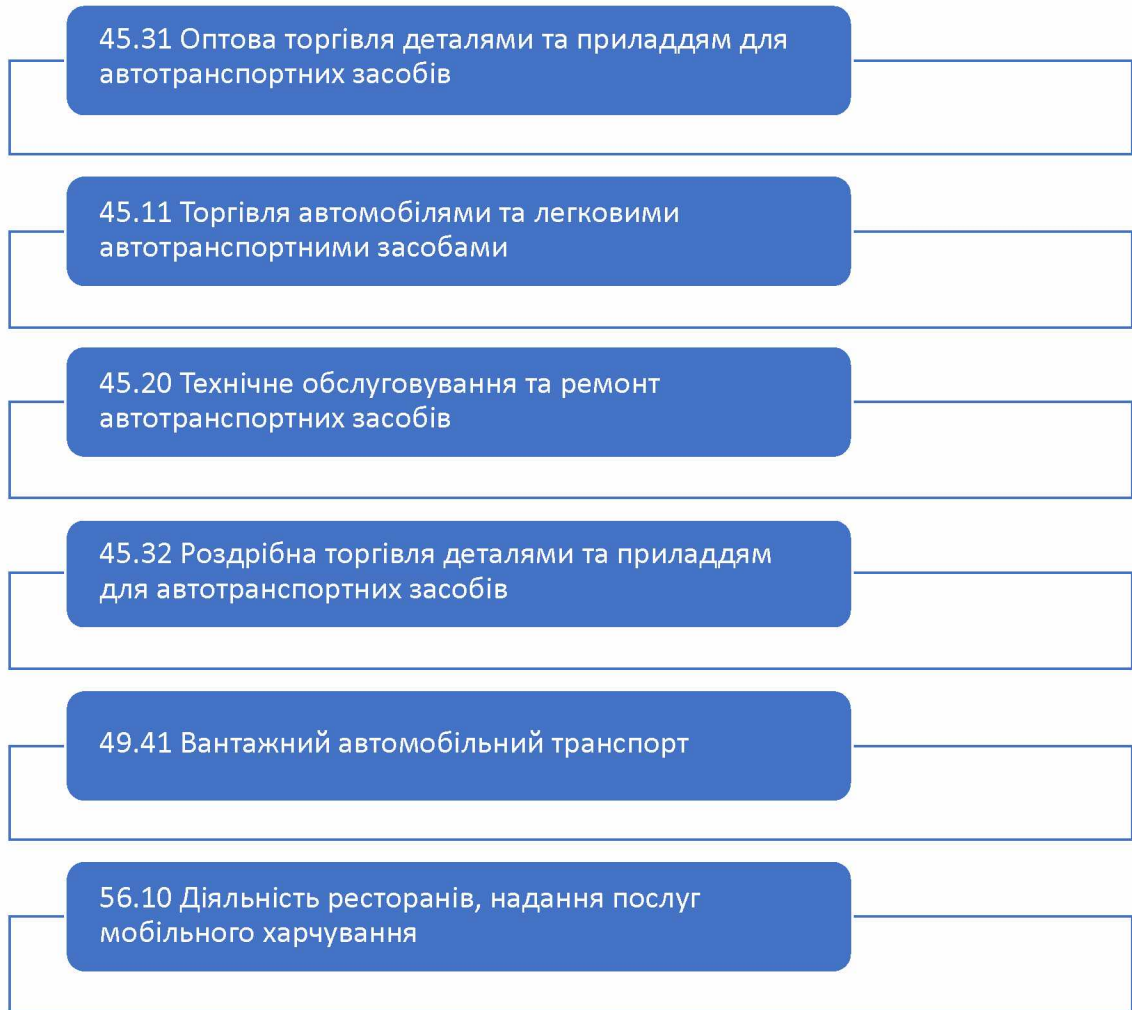 45.31 Оптова торгівля деталями та приладдям для
автотранспортних засобів
45.11 Торгівля автомобілями та легковими
автотранспортними засобами
45.20 Технічне обслуговування та ремонт
автотранспортних засобів
45.32 Роздрібна торгівля деталями та приладдям
для автотранспортних засобів
49.41 Вантажний автомобільний транспорт
56.10 Діяльність ресторанів, надання послуг
мобільного харчування